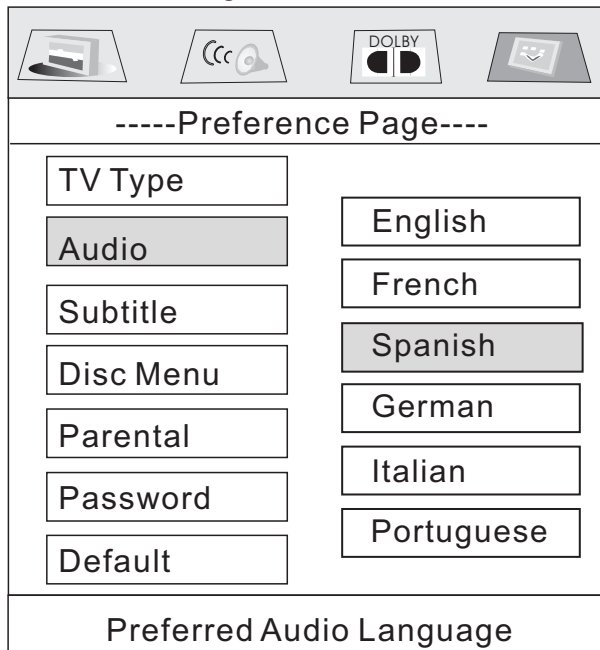 DOLBY
-----Preference Page----
TV Type
Audio
Subtitle
Disc Menu
Parental
Password
Default
English
French
Spanish
German
Italian
Portuguese
Preferred Audio Language